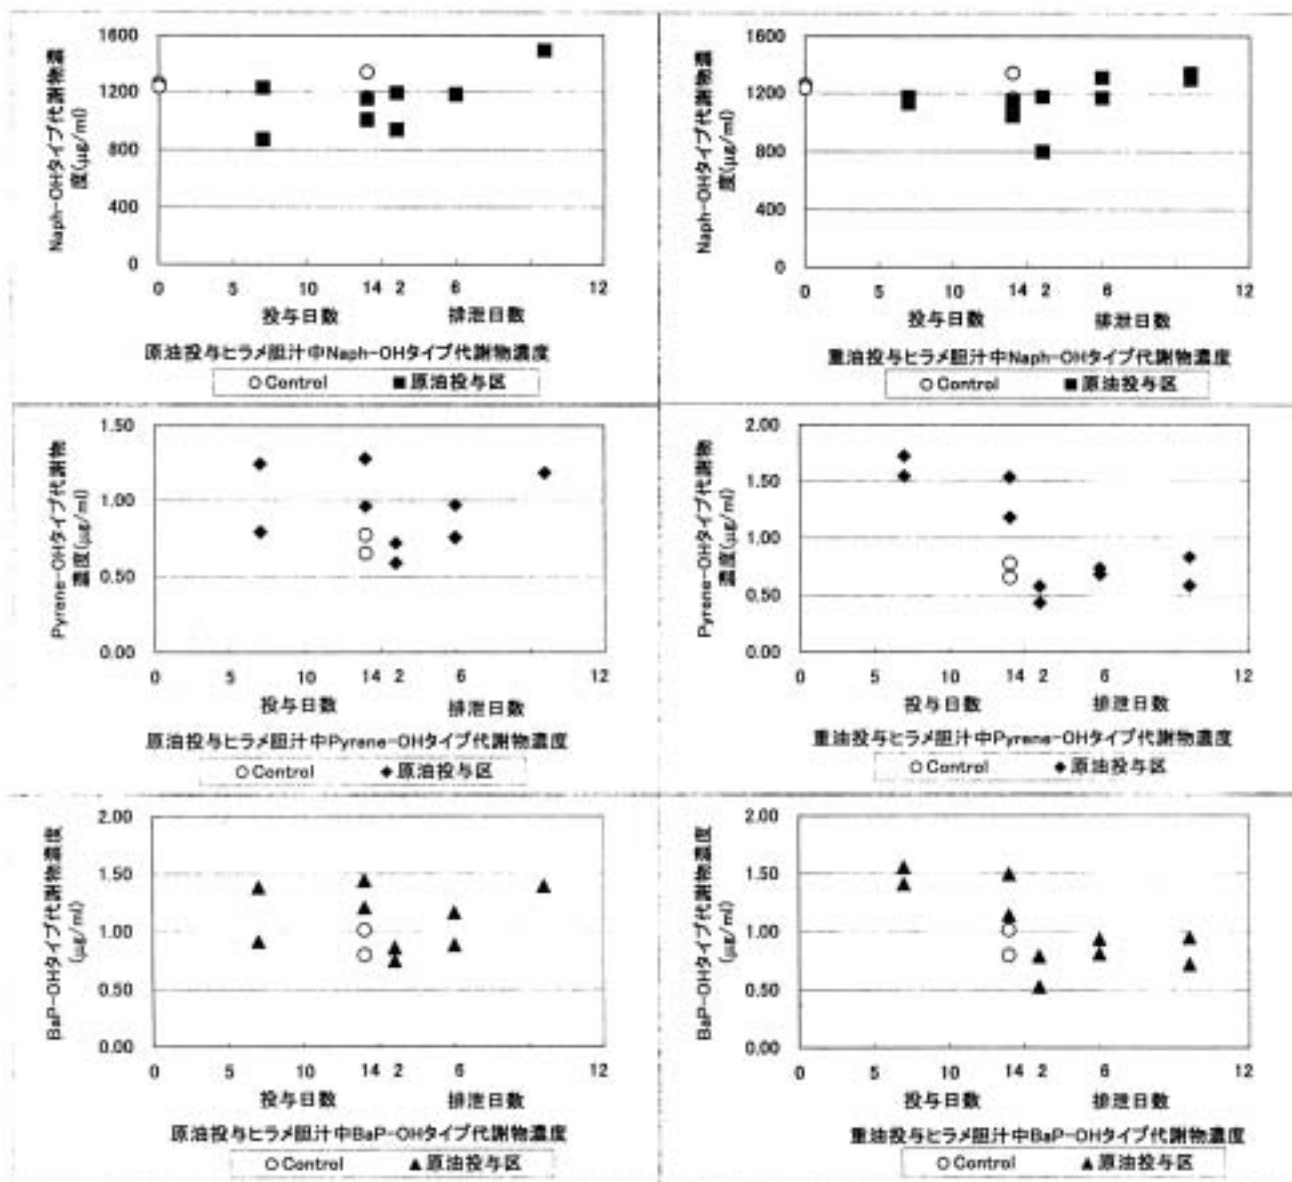 Naph-OHタイプ代謝物濃
度(μg/ml)
1600
1200
800
400
0
0 5 10 14 2 6 12
投与日数 排泄日数
原油投与ヒラメ胆汁中Naph-OHタイプ代謝物濃度
○Control ■原油投与区
Naph-OHタイプ代謝物濃
度(μg/ml)
1600
1200
800
400
0
0 5 10 14 2 6 12
投与日数 排泄日数
重油投与ヒラメ胆汁中Naph-OHタイプ代謝物濃度
○Control ■原油投与区
Pyrene-OHタイプ代謝物
濃度(μg/ml)
1.50
1.00
0.50
0.00
0 5 10 14 2 6 12
投与日数 排泄日数
原油投与ヒラメ胆汁中Pyrene-OHタイプ代謝物濃度
○Control ◆原油投与区
Pyrene-OHタイプ代謝物
濃度(μg/ml)
2.00
1.50
1.00
0.50
0.00
0 5 10 14 2 6 12
投与日数 排泄日数
重油投与ヒラメ胆汁中Pyrene-OHタイプ代謝物濃度
○Control ◆原油投与区
BaP-OHタイプ代謝物濃度
(μg/ml)
2.00
1.50
1.00
0.50
0.00
0 5 10 14 2 6 12
投与日数 排泄日数
原油投与ヒラメ胆汁中BaP-OHタイプ代謝物濃度
○Control ▲原油投与区
BaP-OHタイプ代謝物濃度
(μg/ml)
2.00
1.50
1.00
0.50
0.00
0 5 10 14 2 6 12
投与日数 排泄日数
重油投与ヒラメ胆汁中BaP-OHタイプ代謝物濃度
○Control ▲原油投与区